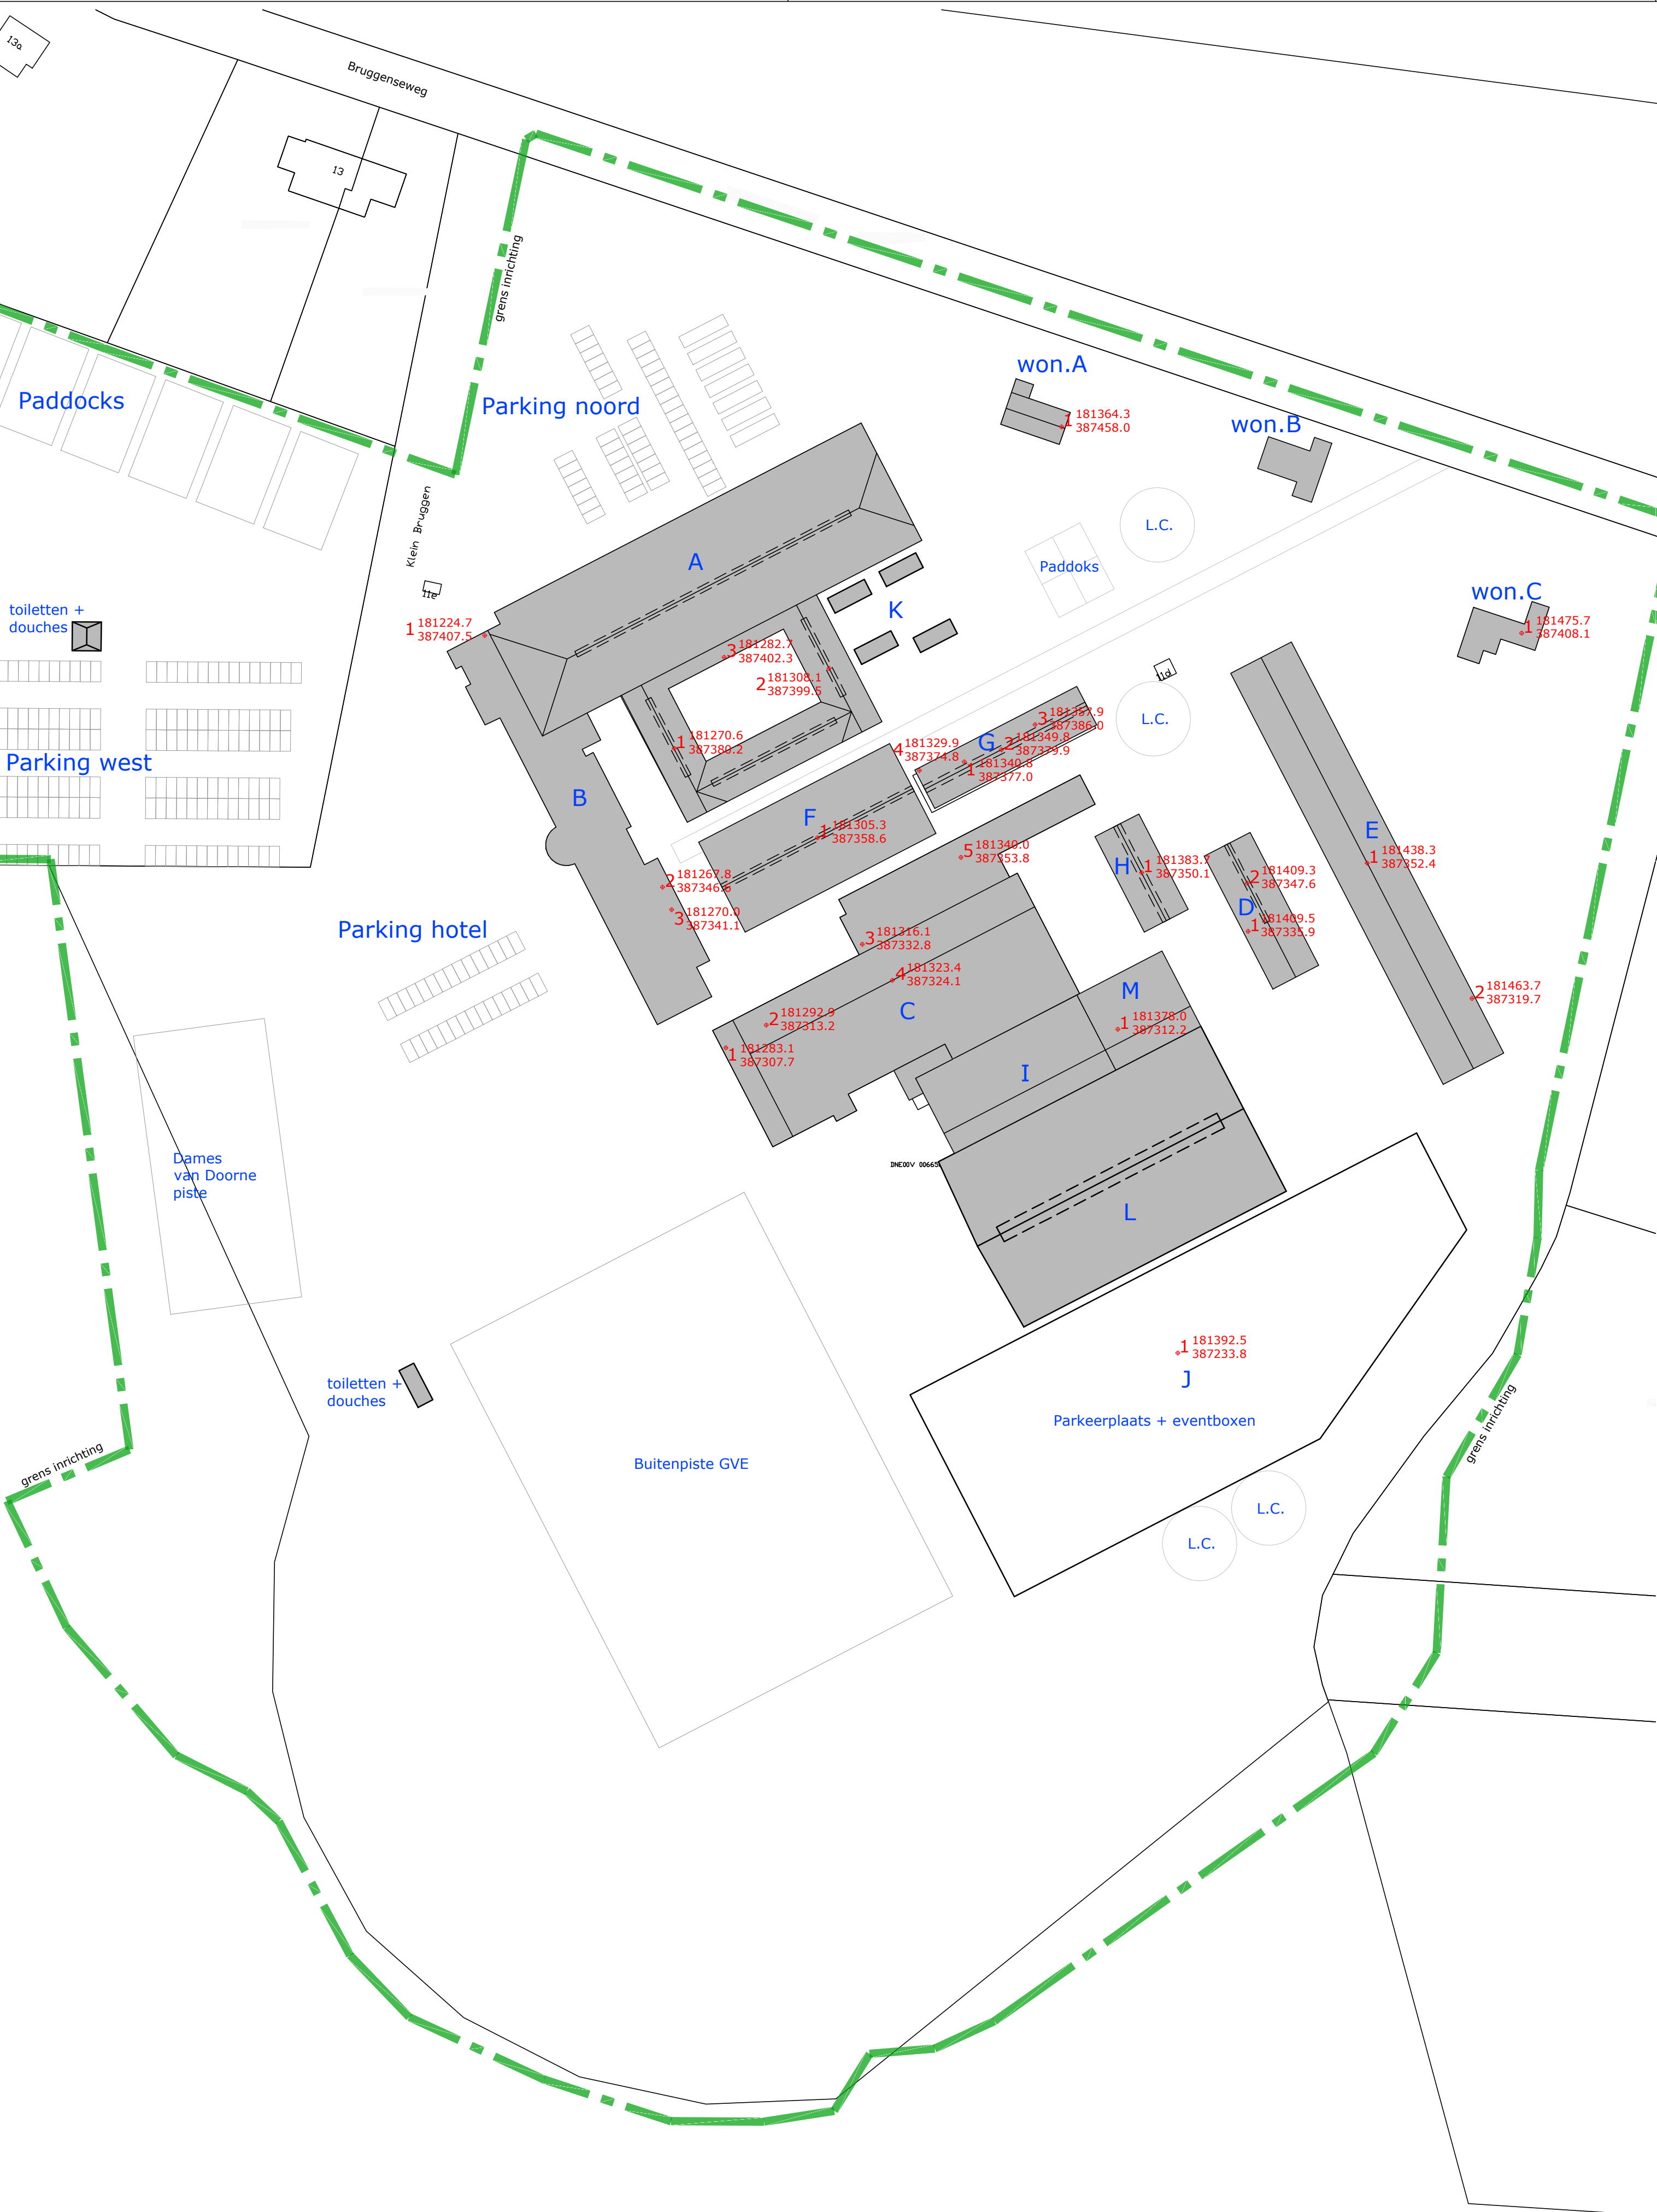 13a
Bruggenseweg
13
grens inrichting
Paddocks
Parking noord
won.A
1 181364.3
387458.0
won.B
Klein Bruggen
L.C.
A
Paddoks
11e
toiletten +
douches
K
won.C
1 181475.7
387408.1
1 181224.7
387407.5
3 181282.7
387402.3
2 181308.1
387399.5
11d
L.C.
1 181270.6
387380.2
Parking west
G
3 181357.9
387386.0
2 181349.8
387379.9
4 181329.9
387374.8
1 181340.8
387377.0
B
F
1 181305.3
387358.6
E
1 181438.3
387352.4
5 181340.0
387353.8
H
1 181383.7
387350.1
2 181409.3
387347.6
D
1 181409.5
387335.9
2 181267.8
387346.6
3 181270.0
387341.1
Parking hotel
3 181316.1
387332.8
4 181323.4
387324.1
C
M
1 181378.0
387312.2
2 181463.7
387319.7
2 181292.9
387313.2
1 181283.1
387307.7
I
Dames
van Doorne
piste
L
1 181392.5
387233.8
J
Parkeerplaats + eventboxen
toiletten +
douches
grens inrichting
grens inrichting
Buitenpiste GVE
L.C.
L.C.